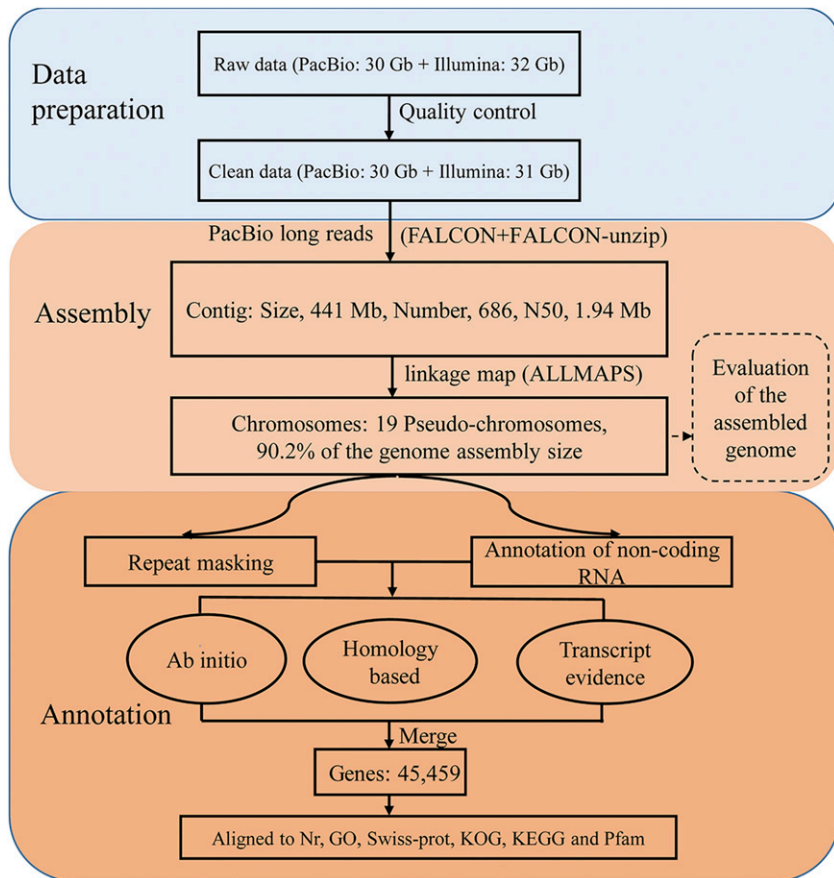 Data
preparation
Raw data (PacBio: 30 Gb + Illumina: 32 Gb)
Quality control
Clean data (PacBio: 30 Gb + Illumina: 31 Gb)
PacBio long reads (FALCON+FALCON-unzip)
Assembly
Contig: Size, 441 Mb, Number, 686, N50, 1.94 Mb
linkage map (ALLMAPS)
Chromosomes: 19 Pseudo-chromosomes,
90.2% of the genome assembly size
Evaluation
of the
assembled
genome
Repeat masking
Annotation of non-coding
RNA
Ab initio
Homology
based
Transcript
evidence
Annotation
Merge
Genes: 45,459
Aligned to Nr, GO, Swiss-prot, KOG, KEGG and Pfam